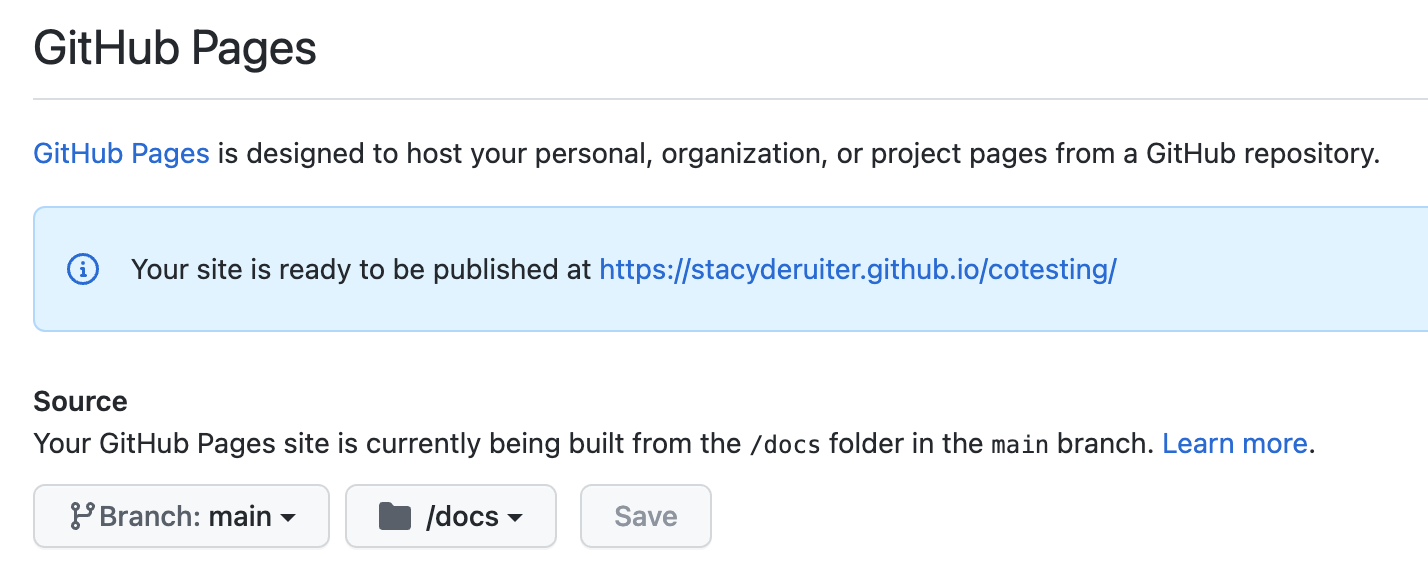 GitHub Pages
GitHub Pages is designed to host your personal, organization, or project pages from a GitHub repository.
Your site is ready to be published at https://stacyderuiter.github.io/cotesting/
Source
Your GitHub Pages site is currently being built from the /docs folder in the main branch. Learn more.
Branch: main /docs Save